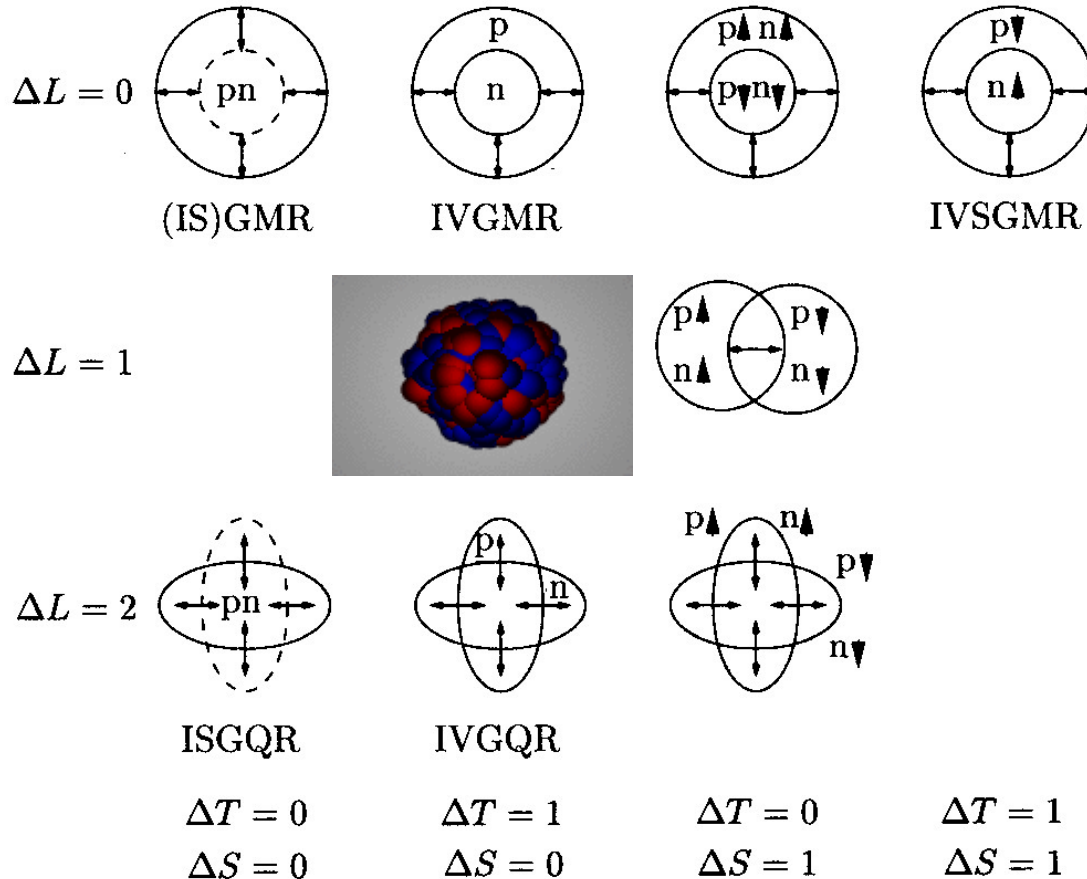 p p▲ n▲ p▼
ΔL = 0 pn n p▼n▼ n▲
(IS)GMR IVGMR IVSGMR
p▲ p▼
ΔL = 1
n▲ n▼
p▲ n▲
p p▼
ΔL = 2 pn n
n▼
ISGQR IVGQR
ΔT = 0 ΔT = 1 ΔT = 0 ΔT = 1
ΔS = 0 ΔS = 0 ΔS = 1 ΔS = 1